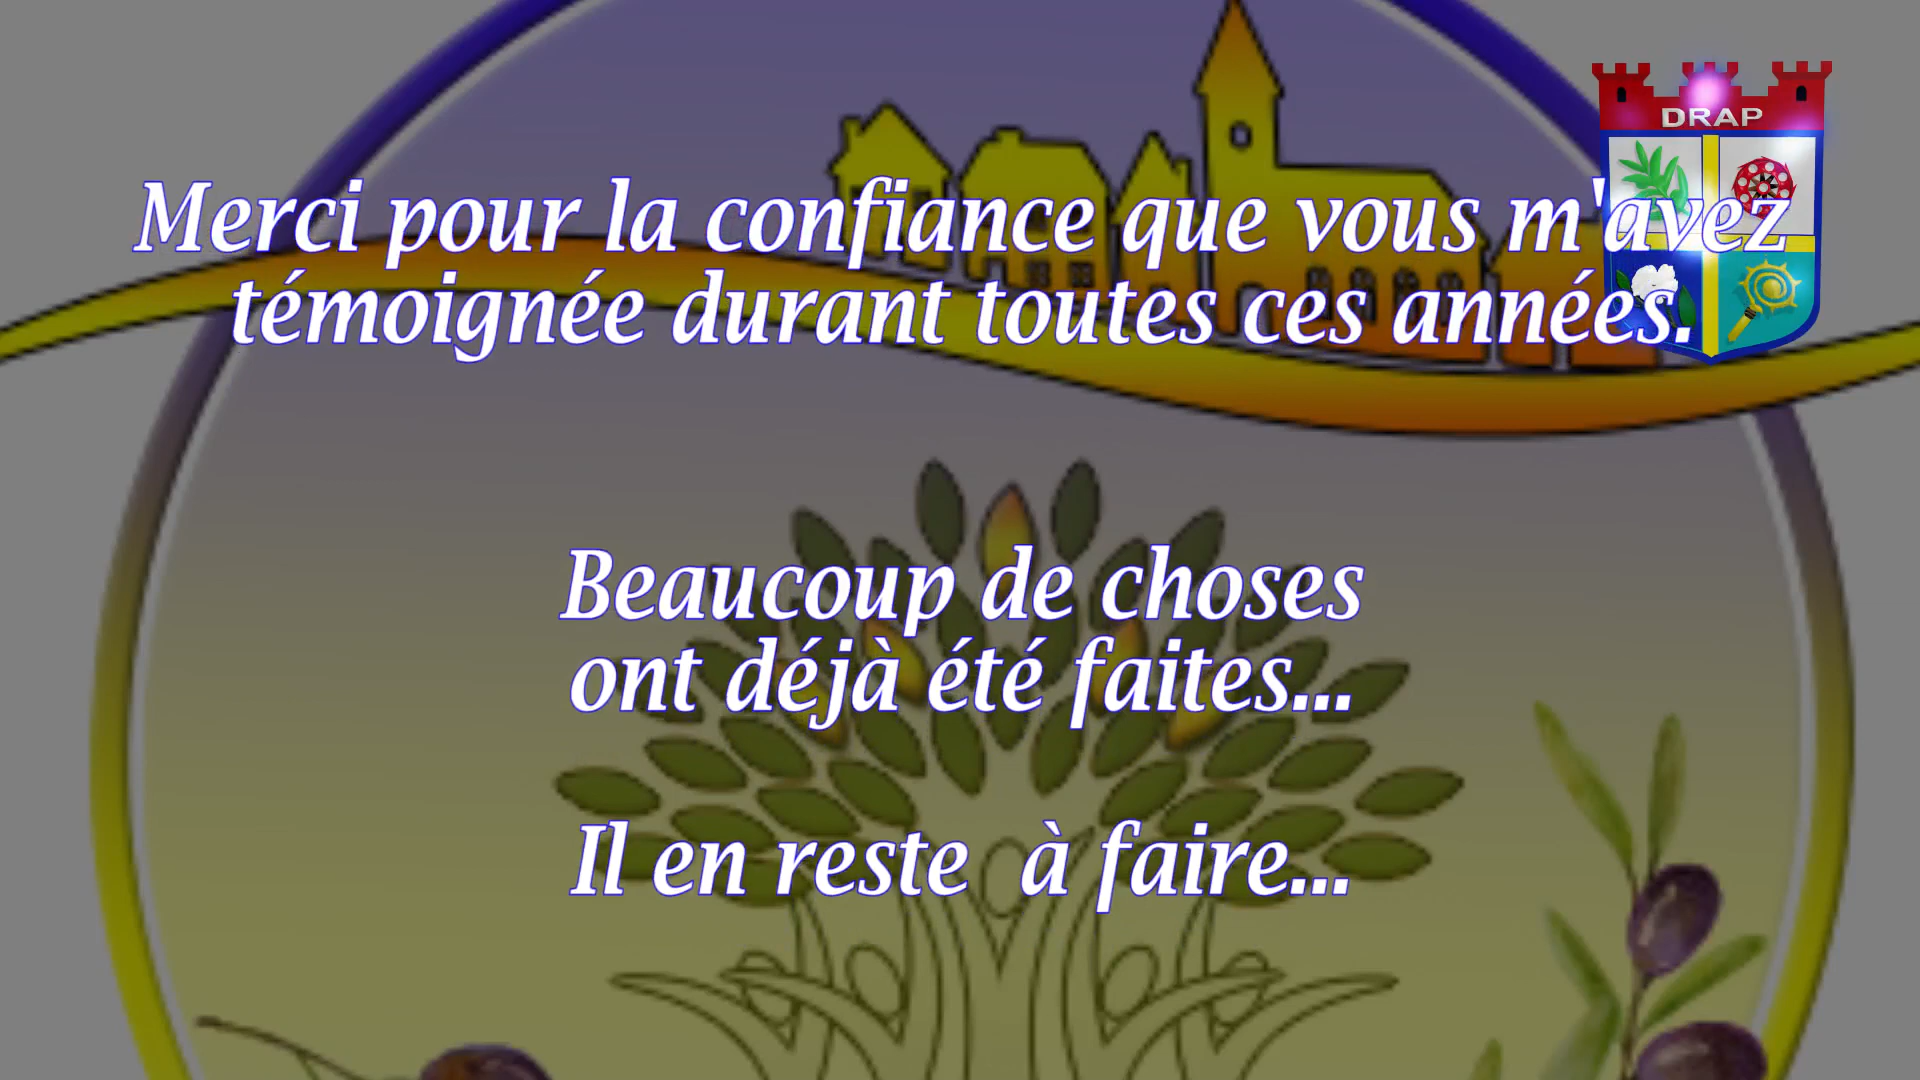 DRAP
Merci pour la confiance que vous m'avez
témoignée durant toutes ces années.
Beaucoup de choses
ont déjà été faites...
Il en reste  à faire...